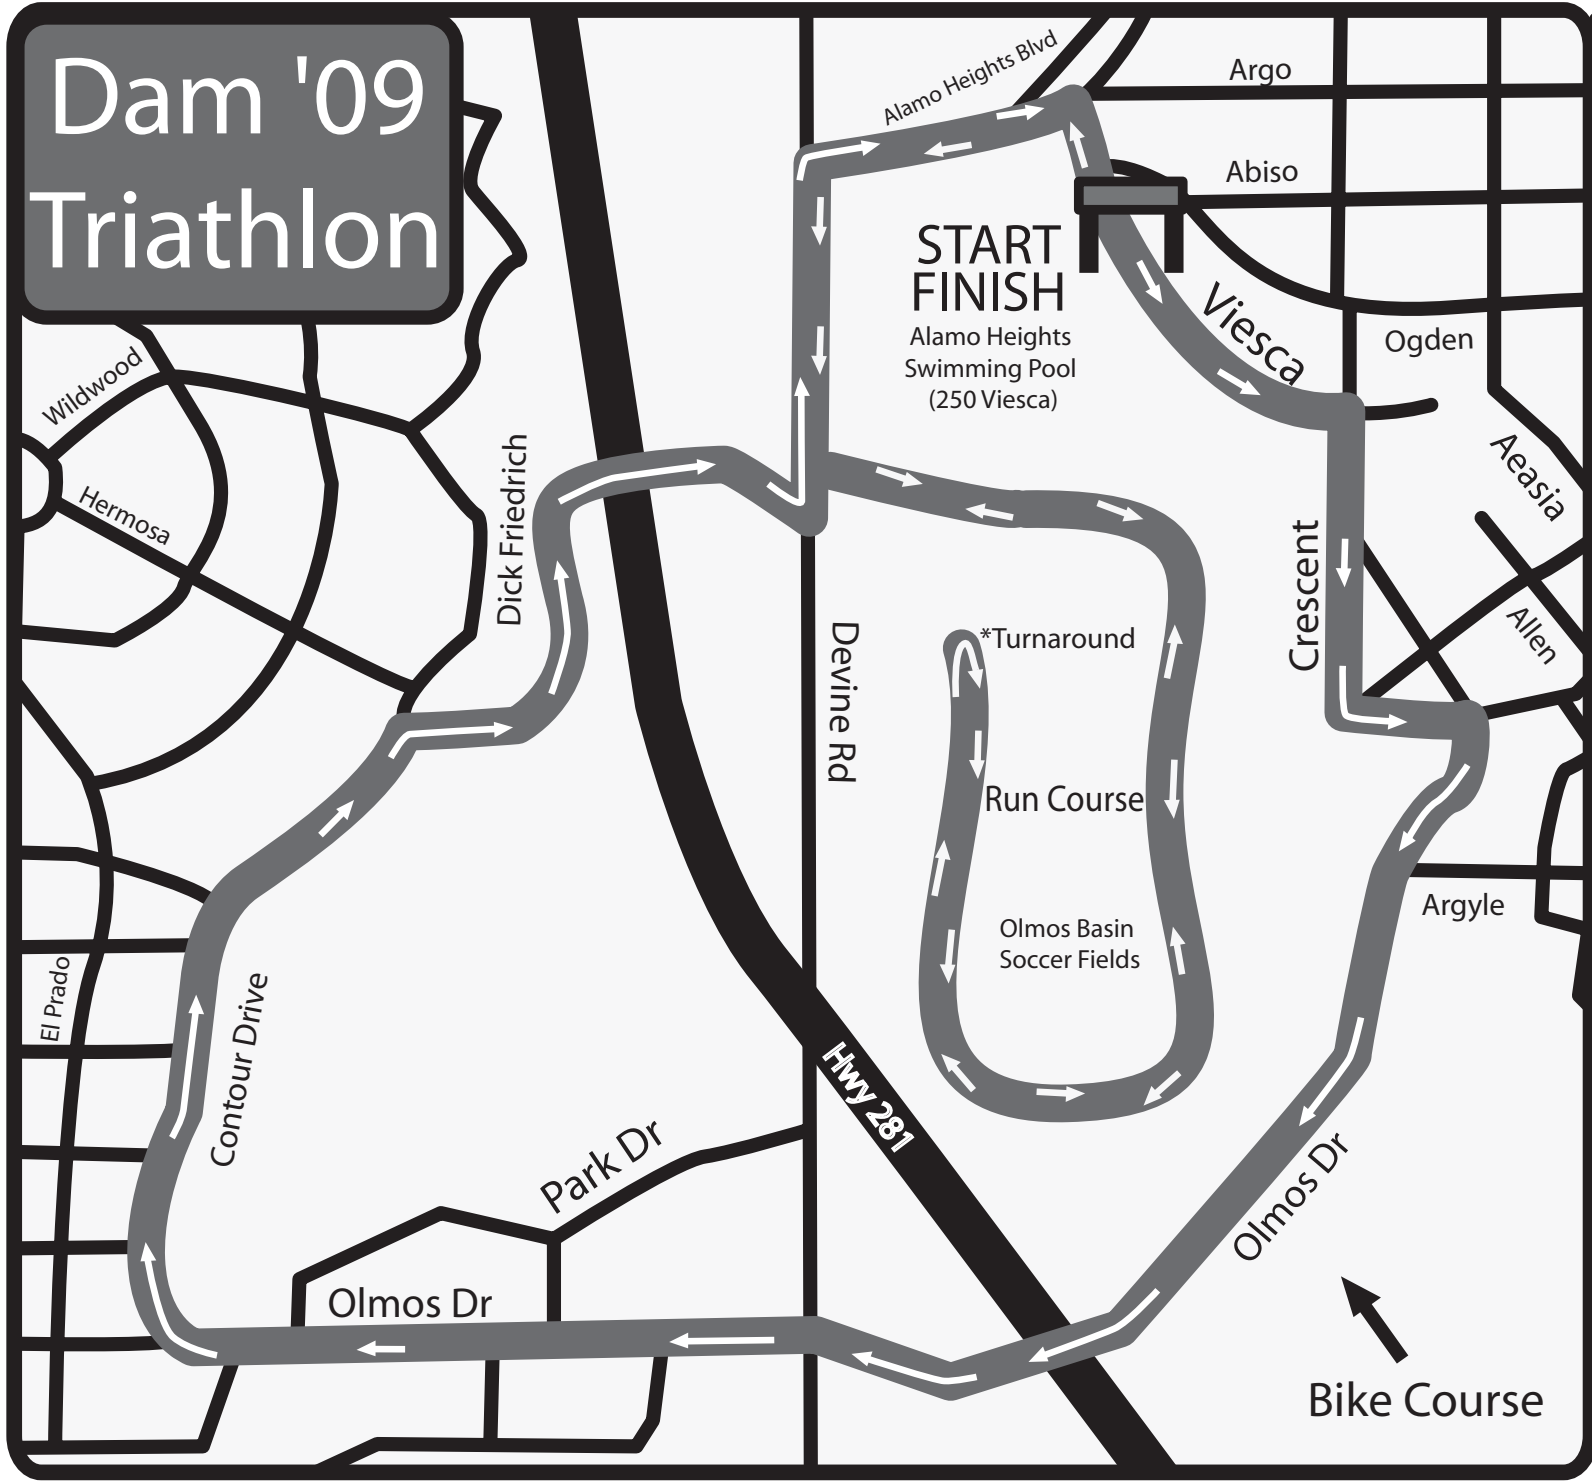 Dam '09
Triathlon
Alamo Heights Blvd
Argo
Abiso
START
FINISH
Alamo Heights
Swimming Pool
(250 Viesca)
Viesca
Ogden
Wildwood
Hermosa
Dick Friedrich
Aeasia
Crescent
Allen
*Turnaround
Devine Rd
Run Course
Argyle
Olmos Basin
Soccer Fields
El Prado
Contour Drive
Hwy 281
Park Dr
Olmos Dr
Olmos Dr
Bike Course